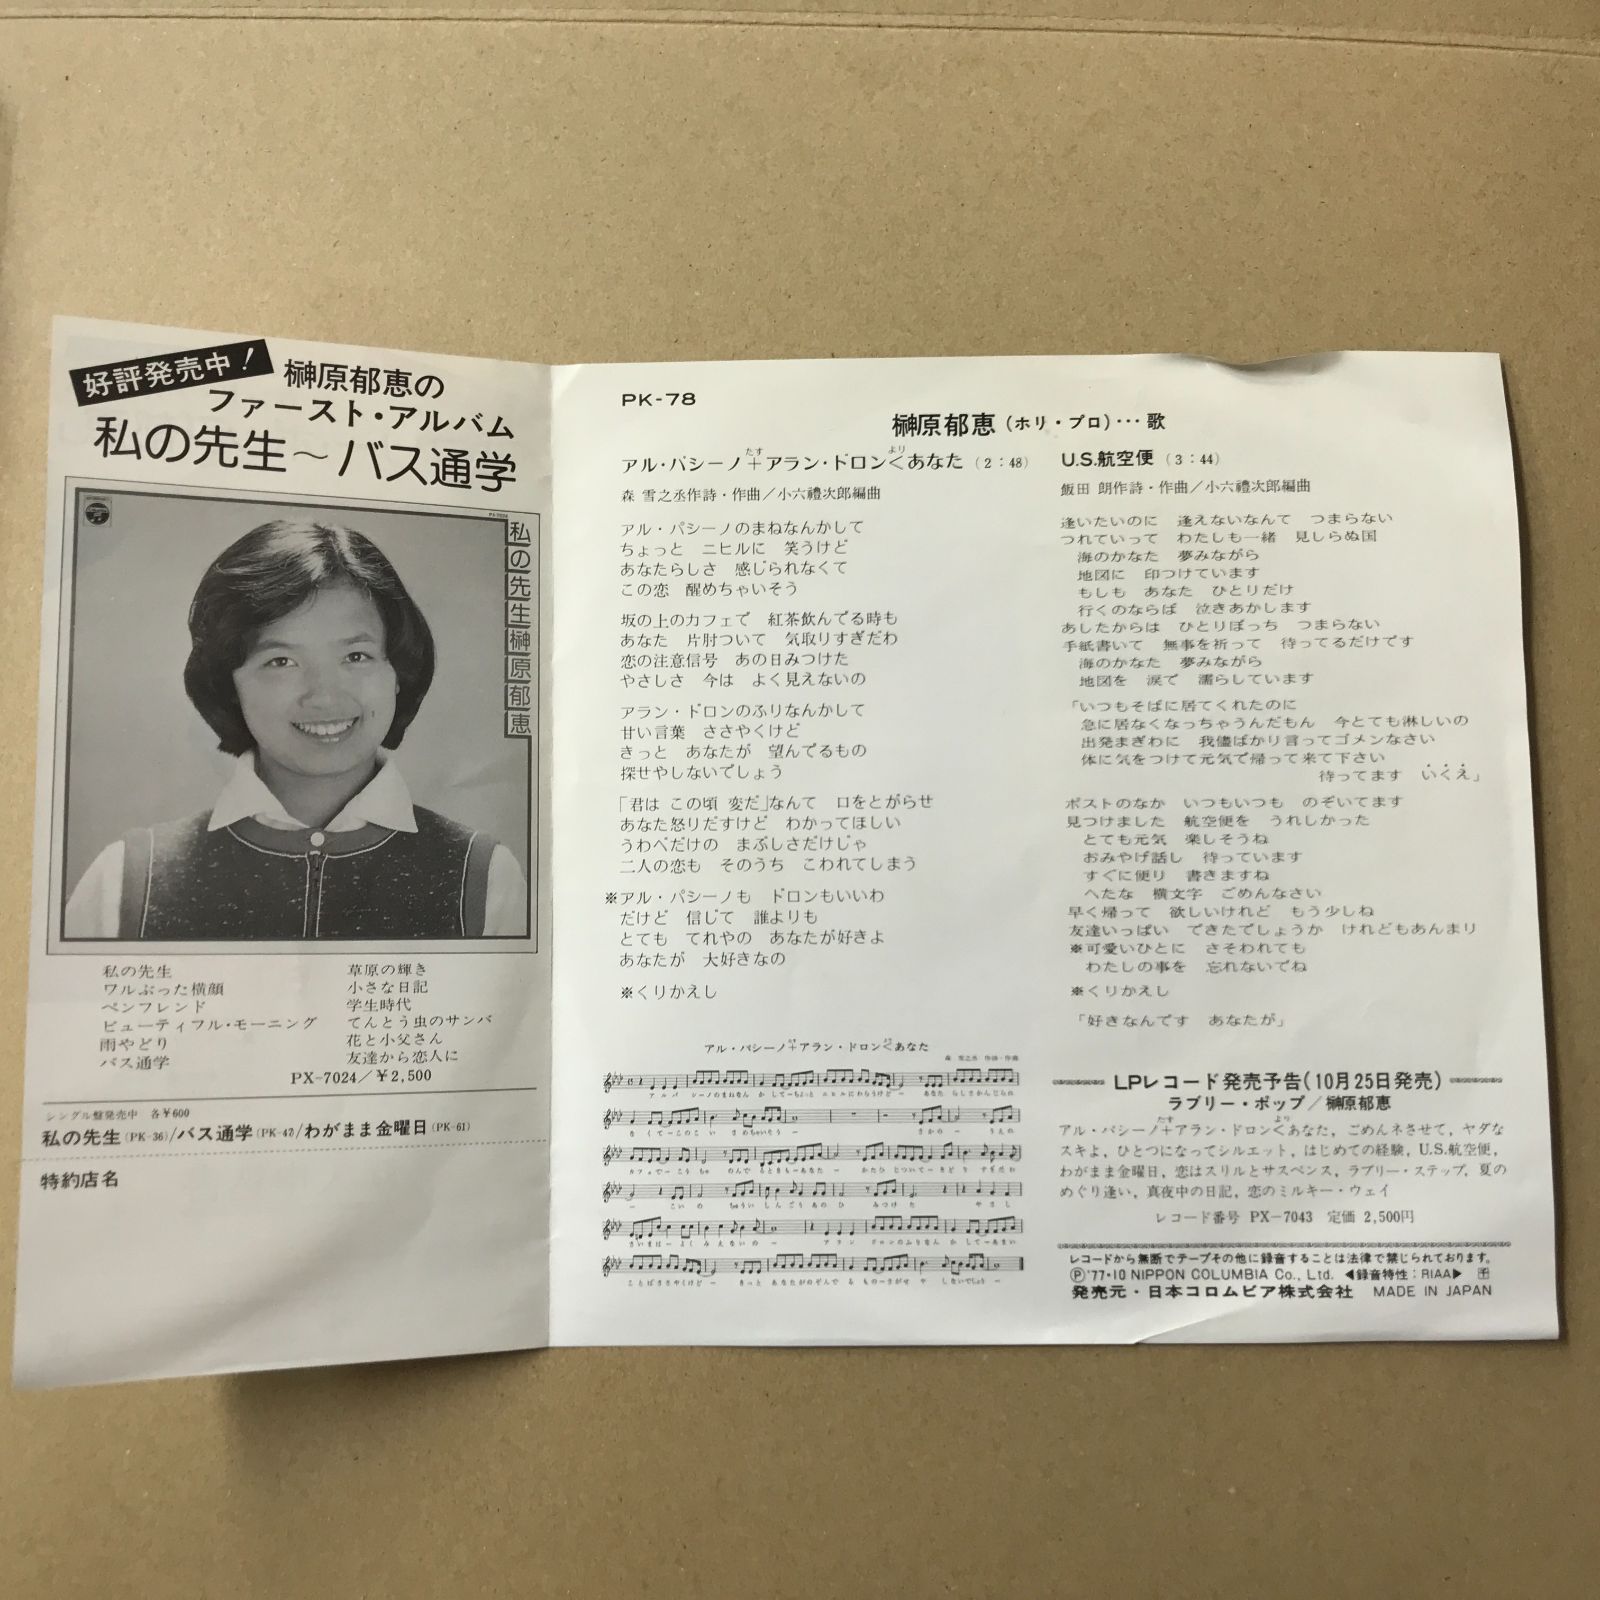 好評発売中!
榊原郁恵の
ファースト・アルバム
私の先生～バス通学
PX-7024
私の先生 榊原郁恵
私の先生
ワルぶった横顔
ペンフレンド
ビューティフル・モーニング
雨やどり
バス通学
草原の輝き
小さな日記
学生時代
てんとう虫のサンバ
花と小父さん
友達から恋人に
PX-7024/¥2,500
シングル盤発売中 各¥600
私の先生(PK-36)/バス通学(PK-47)/わがまま金曜日(PK-61)
特約店名
PK-78
榊原郁恵(ホリ・プロ)…歌
たす より
アル・パシーノ+アラン・ドロン<あなた (2:48)
森 雪之丞作詩・作曲/小六禮次郎編曲
アル・パシーノのまねなんかして
ちょっと ニヒルに 笑うけど
あなたらしさ 感じられなくて
この恋 醒めちゃいそう
坂の上のカフェで 紅茶飲んでる時も
あなた 片肘ついて 気取りすぎだわ
恋の注意信号 あの日みつけた
やさしさ 今は よく見えないの
アラン・ドロンのふりなんかして
甘い言葉 ささやくけど
きっと あなたが 望んでるもの
探せやしないでしょう
「君は この頃 変だ」なんて 口をとがらせ
あなた怒りだすけど わかってほしい
うわべだけの まぶしさだけじゃ
二人の恋も そのうち こわれてしまう
※アル・パシーノも ドロンもいいわ
だけど 信じて 誰よりも
とても てれやの あなたが好きよ
あなたが 大好きなの
※くりかえし
アル・パシーノ+アラン・ドロン<あなた
森 雪之丞 作詩・作曲
U.S.航空便 (3:44)
飯田 朗作詩・作曲/小六禮次郎編曲
逢いたいのに 逢えないなんて つまらない
つれていって わたしも一緒 見しらぬ国
海のかなた 夢みながら
地図に 印つけています
もしも あなた ひとりだけ
行くのならば 泣きあかします
あしたからは ひとりぼっち つまらない
手紙書いて 無事を祈って 待ってるだけです
海のかなた 夢みながら
地図を 涙で 濡らしています
「いつもそばに居てくれたのに
急に居なくなっちゃうんだもん 今とても淋しいの
出発まぎわに 我儘ばかり言ってゴメンなさい
体に気をつけて元気で帰って来て下さい
待ってます いくえ」
ポストのなか いつもいつも のぞいてます
見つけました 航空便を うれしかった
とても元気 楽しそうね
おみやげ話し 待っています
すぐに便り 書きますね
へたな 横文字 ごめんなさい
早く帰って 欲しいけれど もう少しね
友達いっぱい できたでしょうか けれどもあんまり
※可愛いひとに さそわれても
わたしの事を 忘れないでね
※くりかえし
「好きなんです あなたが」
LPレコード発売予告(10月25日発売)
ラブリー・ポップ/榊原郁恵
たす より
アル・パシーノ+アラン・ドロン<あなた，ごめんネさせて，ヤダな
スキよ，ひとつになってシルエット，はじめての経験，U.S.航空便，
わがまま金曜日，恋はスリルとサスペンス，ラブリー・ステップ，夏の
めぐり逢い，真夜中の日記，恋のミルキー・ウェイ
レコード番号 PX-7043 定価 2,500円
レコードから無断でテープその他に録音することは法律で禁じられております。
Ⓟ'77・10 NIPPON COLUMBIA Co., Ltd. ◀録音特性：RIAA▶
発売元・日本コロムビア株式会社 MADE IN JAPAN